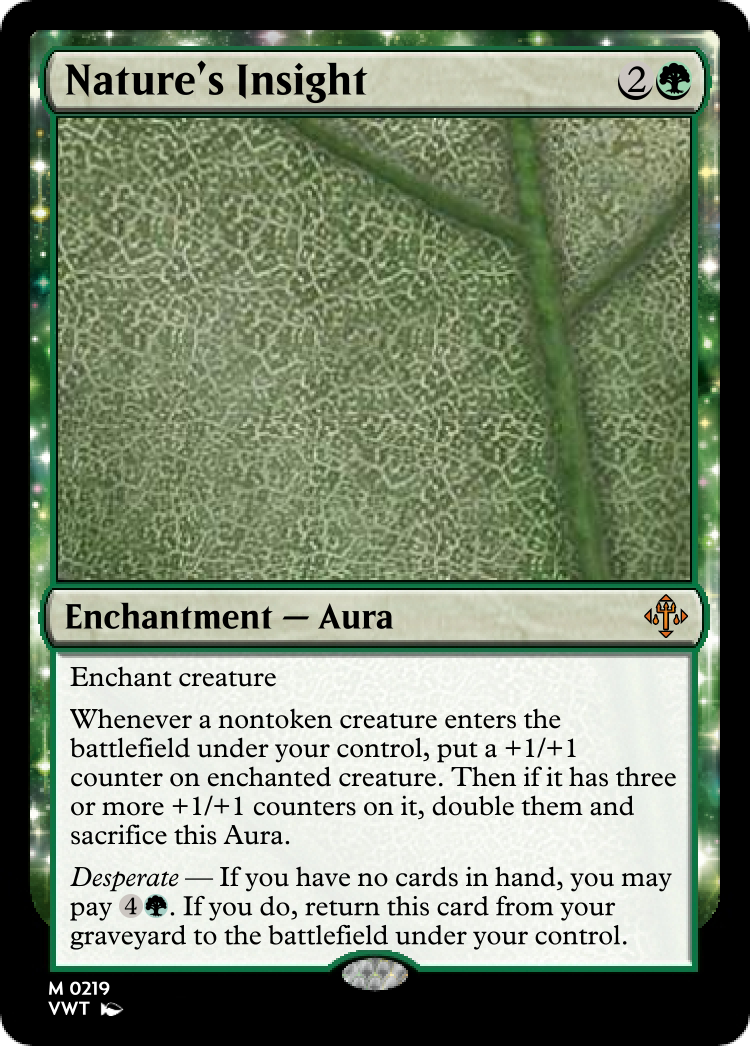 Nature's Insight 2
Enchantment — Aura
Enchant creature
Whenever a nontoken creature enters the
battlefield under your control, put a +1/+1
counter on enchanted creature. Then if it has three
or more +1/+1 counters on it, double them and
sacrifice this Aura.
Desperate — If you have no cards in hand, you may
pay 4. If you do, return this card from your
graveyard to the battlefield under your control.
M 0219
VWT